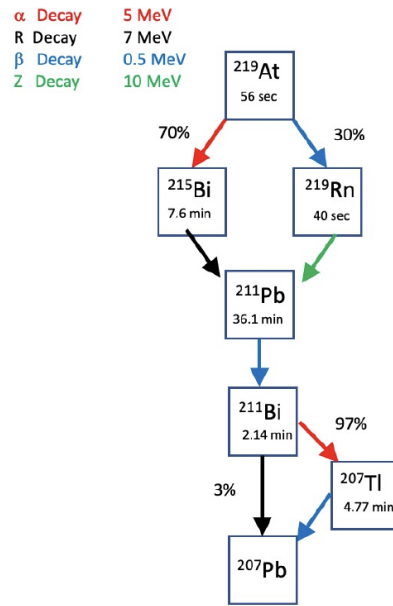 α Decay 5 MeV
R Decay 7 MeV
β Decay 0.5 MeV
Z Decay 10 MeV
²¹⁹At
56 sec
70%
30%
²¹⁵Bi
7.6 min
²¹⁹Rn
40 sec
²¹¹Pb
36.1 min
²¹¹Bi
2.14 min
97%
3%
²⁰⁷Tl
4.77 min
²⁰⁷Pb